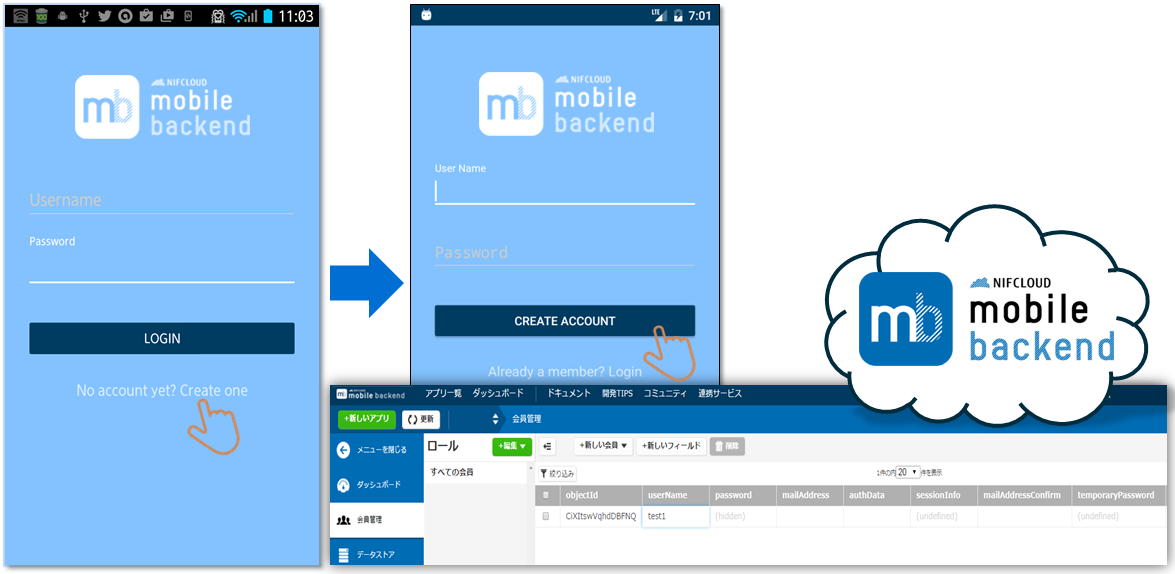 11:03
mb
NIFCLOUD
mobile
backend
Username
Password
LOGIN
No account yet? Create one
LTE 7:01
mb
NIFCLOUD
mobile
backend
User Name
Password
CREATE ACCOUNT
Already a member? Login
mb
NIFCLOUD
mobile
backend
mobile backend アプリ一覧 ダッシュボード ドキュメント 開発TIPS コミュニティ 連携サービス
+新しいアプリ 更新 会員管理
メニューを閉じる
ダッシュボード
会員管理
データストア
ロール +編集
すべての会員
+新しい会員 +新しいフィールド 削除
絞り込み 1件の内 20 件を表示
objectId userName password mailAddress authData sessionInfo mailAddressConfirm temporaryPassword
CiXItswVqhdDBFNQ test1 (hidden) (undefined) (undefined)